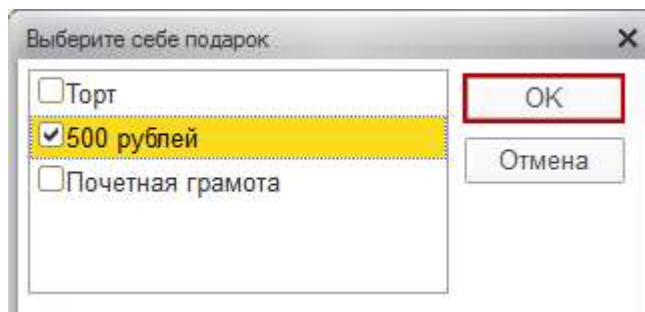 Выберите себе подарок
Торт
500 рублей
Почетная грамота
OK
Отмена